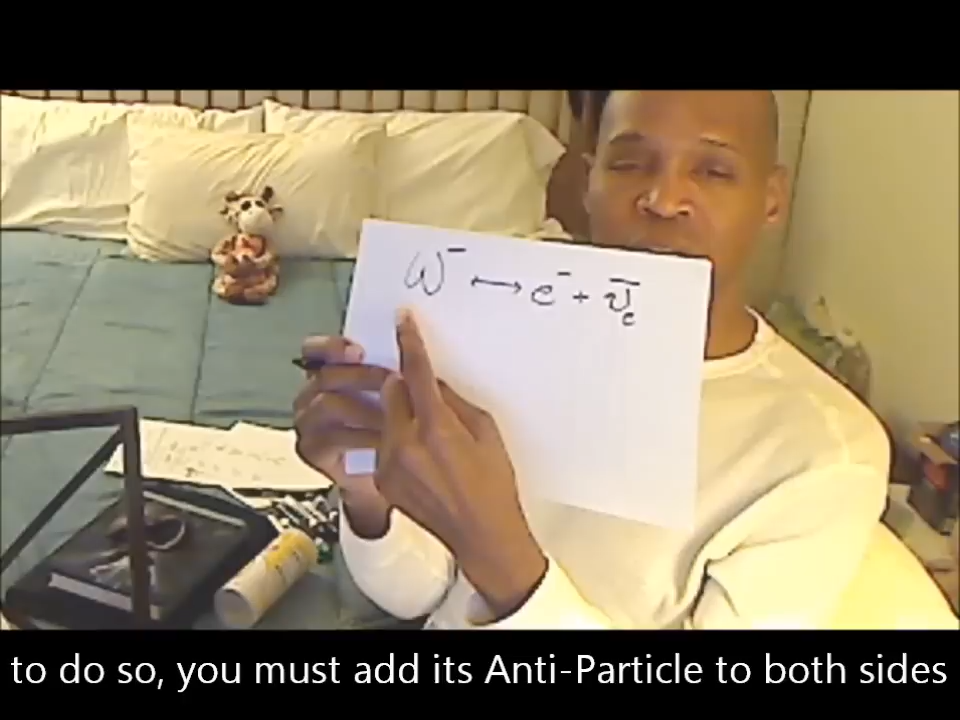 W⁻ ⟷ e⁻ + ν̅ₑ
to do so, you must add its Anti-Particle to both sides